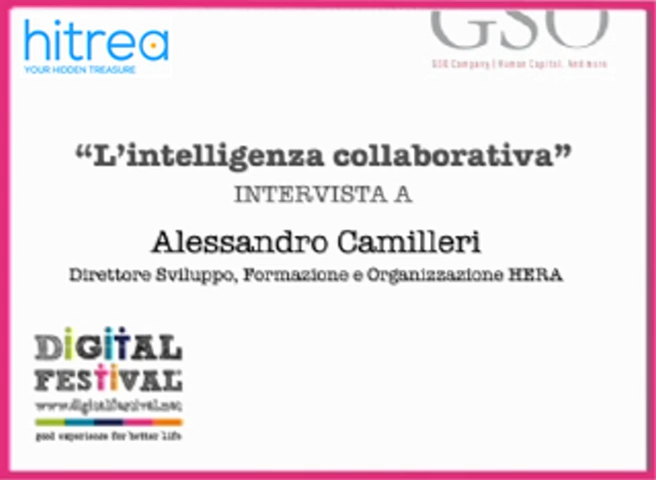 hitrea
YOUR HIDDEN TREASURE
GSO
GSO Company | Human Capital. And more
“L’intelligenza collaborativa”
INTERVISTA A
Alessandro Camilleri
Direttore Sviluppo, Formazione e Organizzazione HERA
DIGITAL
FESTIVAL
www.digitalfestival.net
good experience for better life